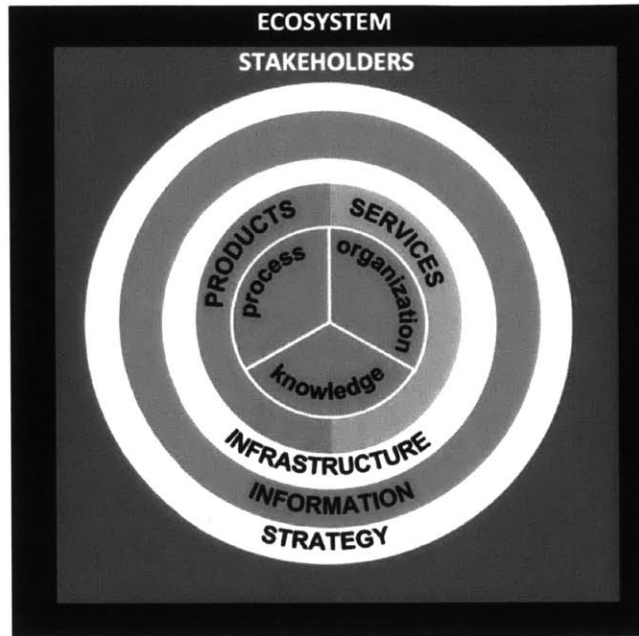 ECOSYSTEM
STAKEHOLDERS
PRODUCTS
SERVICES
process
organization
knowledge
INFRASTRUCTURE
INFORMATION
STRATEGY